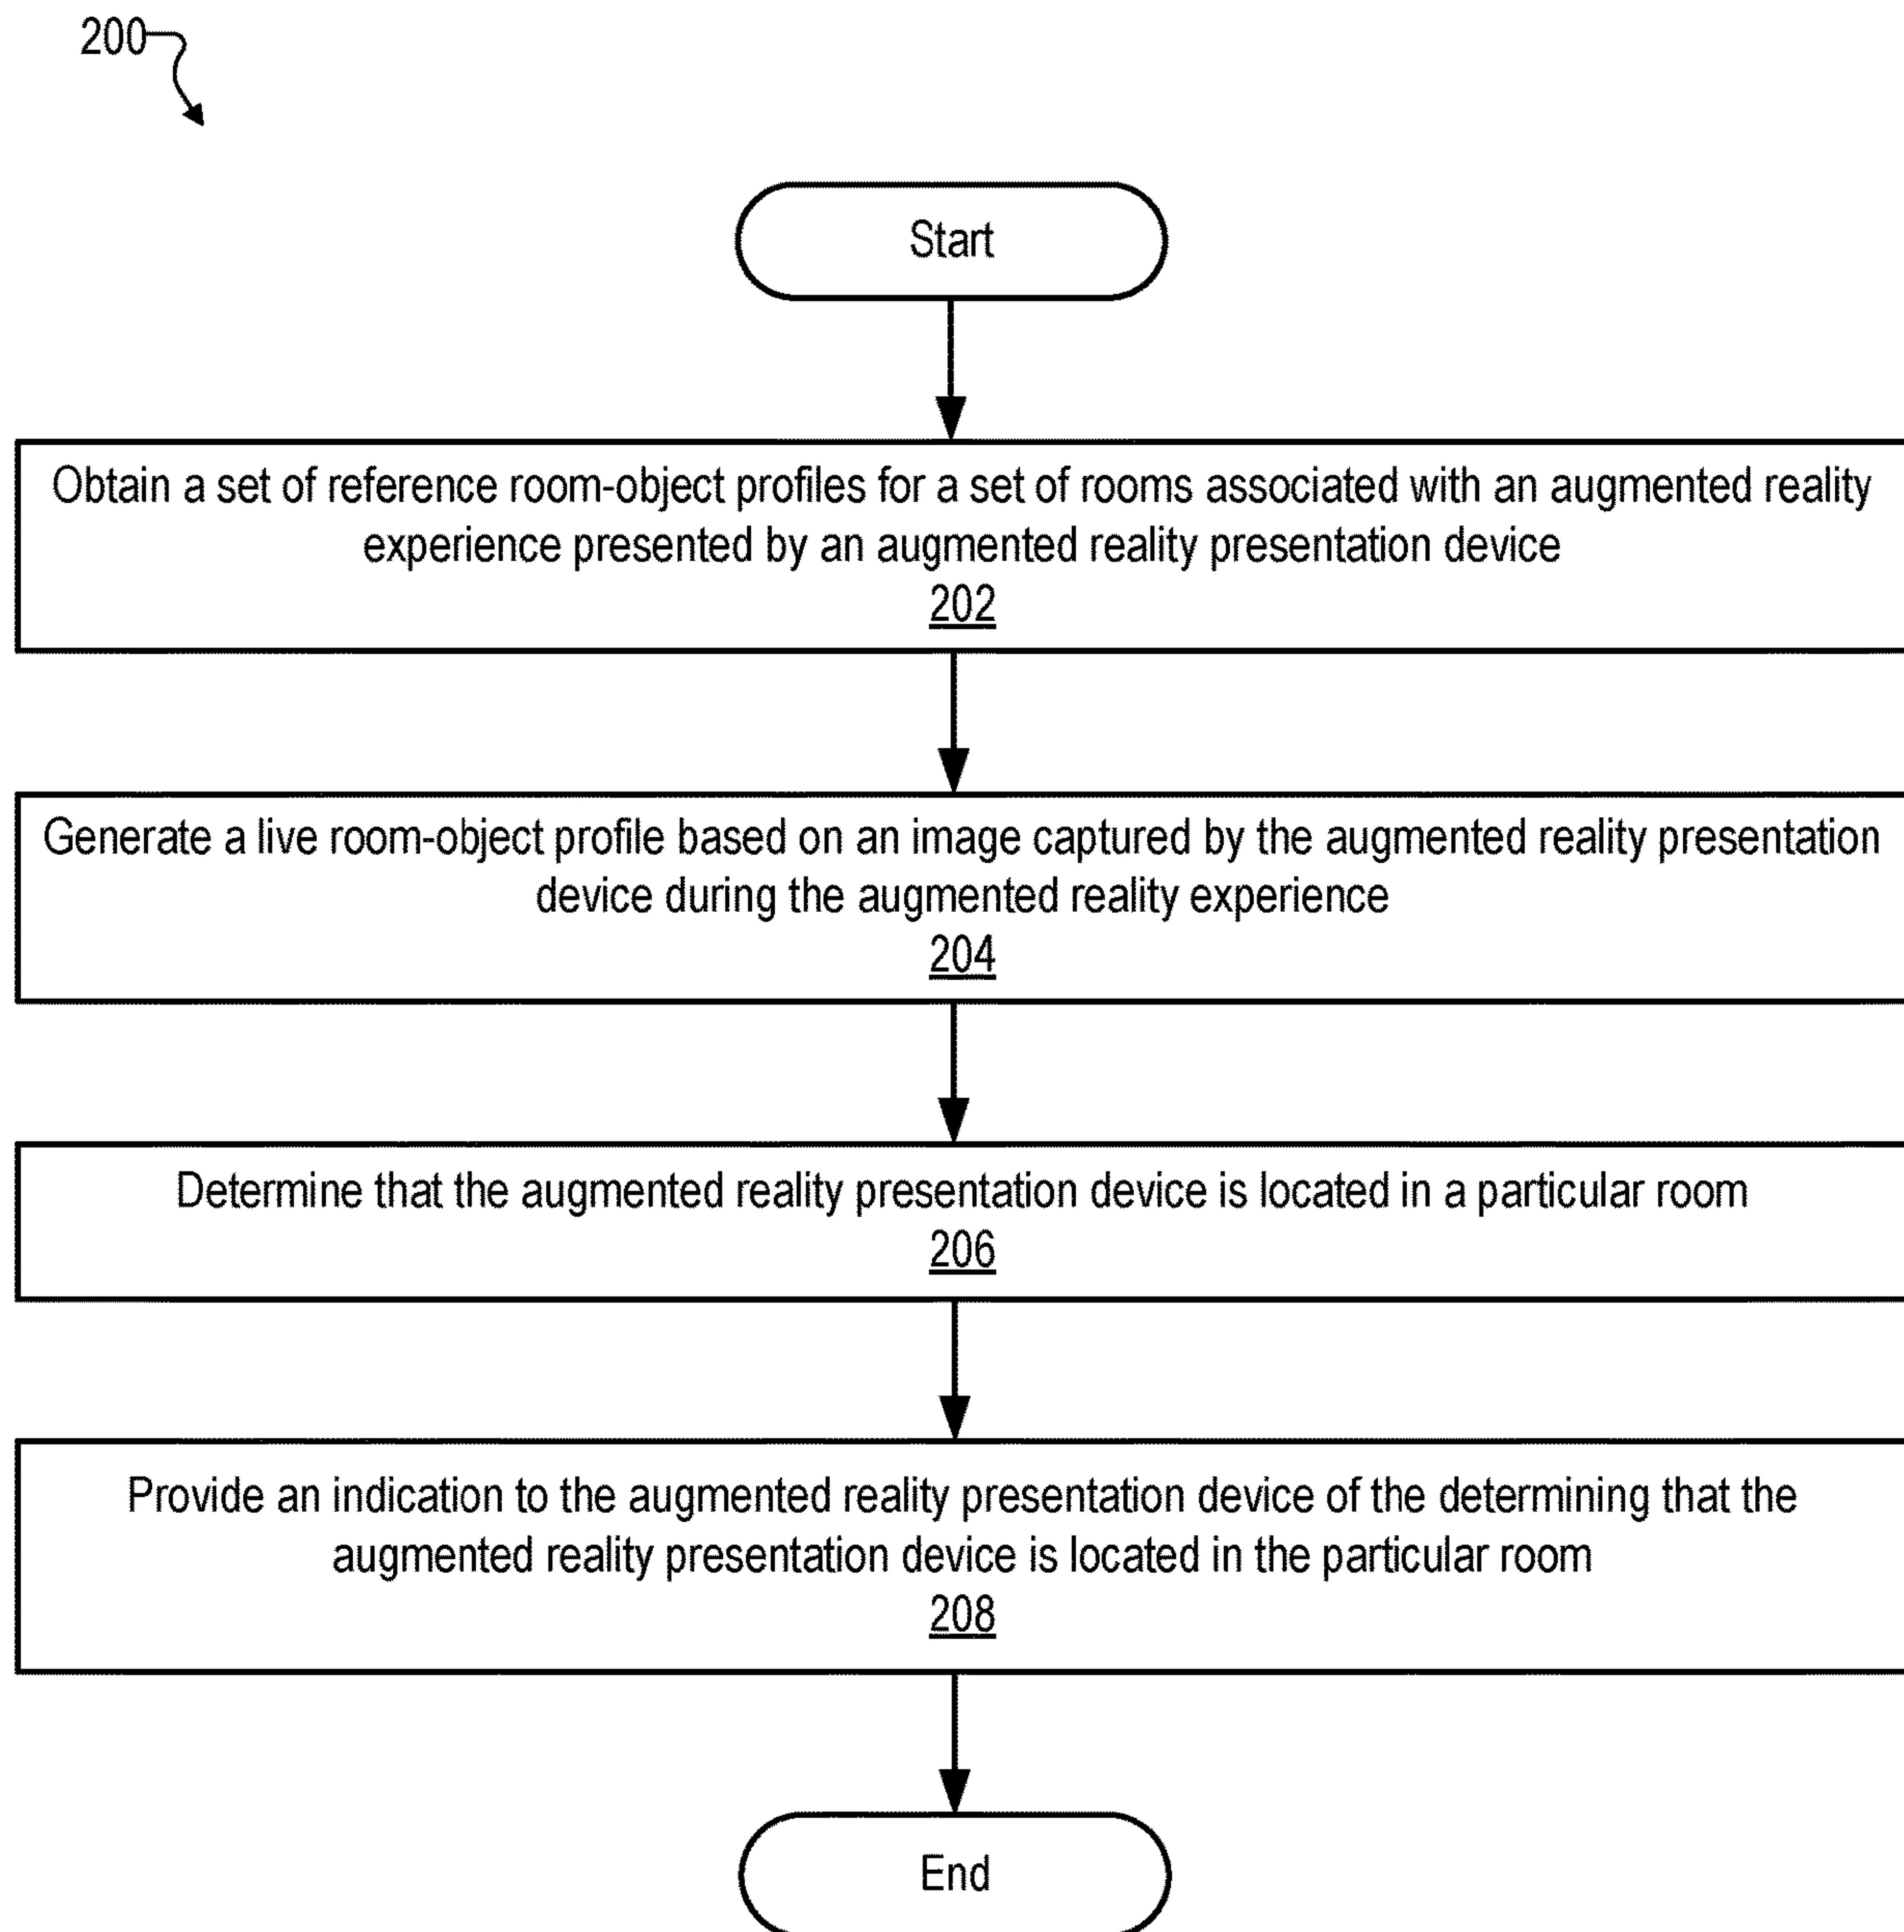 200
Start
Obtain a set of reference room-object profiles for a set of rooms associated with an augmented reality
experience presented by an augmented reality presentation device
202
Generate a live room-object profile based on an image captured by the augmented reality presentation
device during the augmented reality experience
204
Determine that the augmented reality presentation device is located in a particular room
206
Provide an indication to the augmented reality presentation device of the determining that the
augmented reality presentation device is located in the particular room
208
End